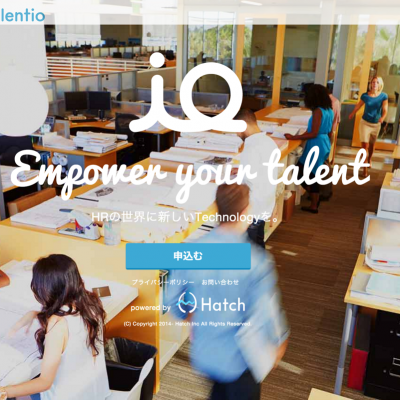 lentio
iQ
Empower your talent
HRの世界に新しいTechnologyを。
申込む
プライバシーポリシー お問い合わせ
powered by Hatch
(C) Copyright 2014- Hatch Inc All Rights Reserved